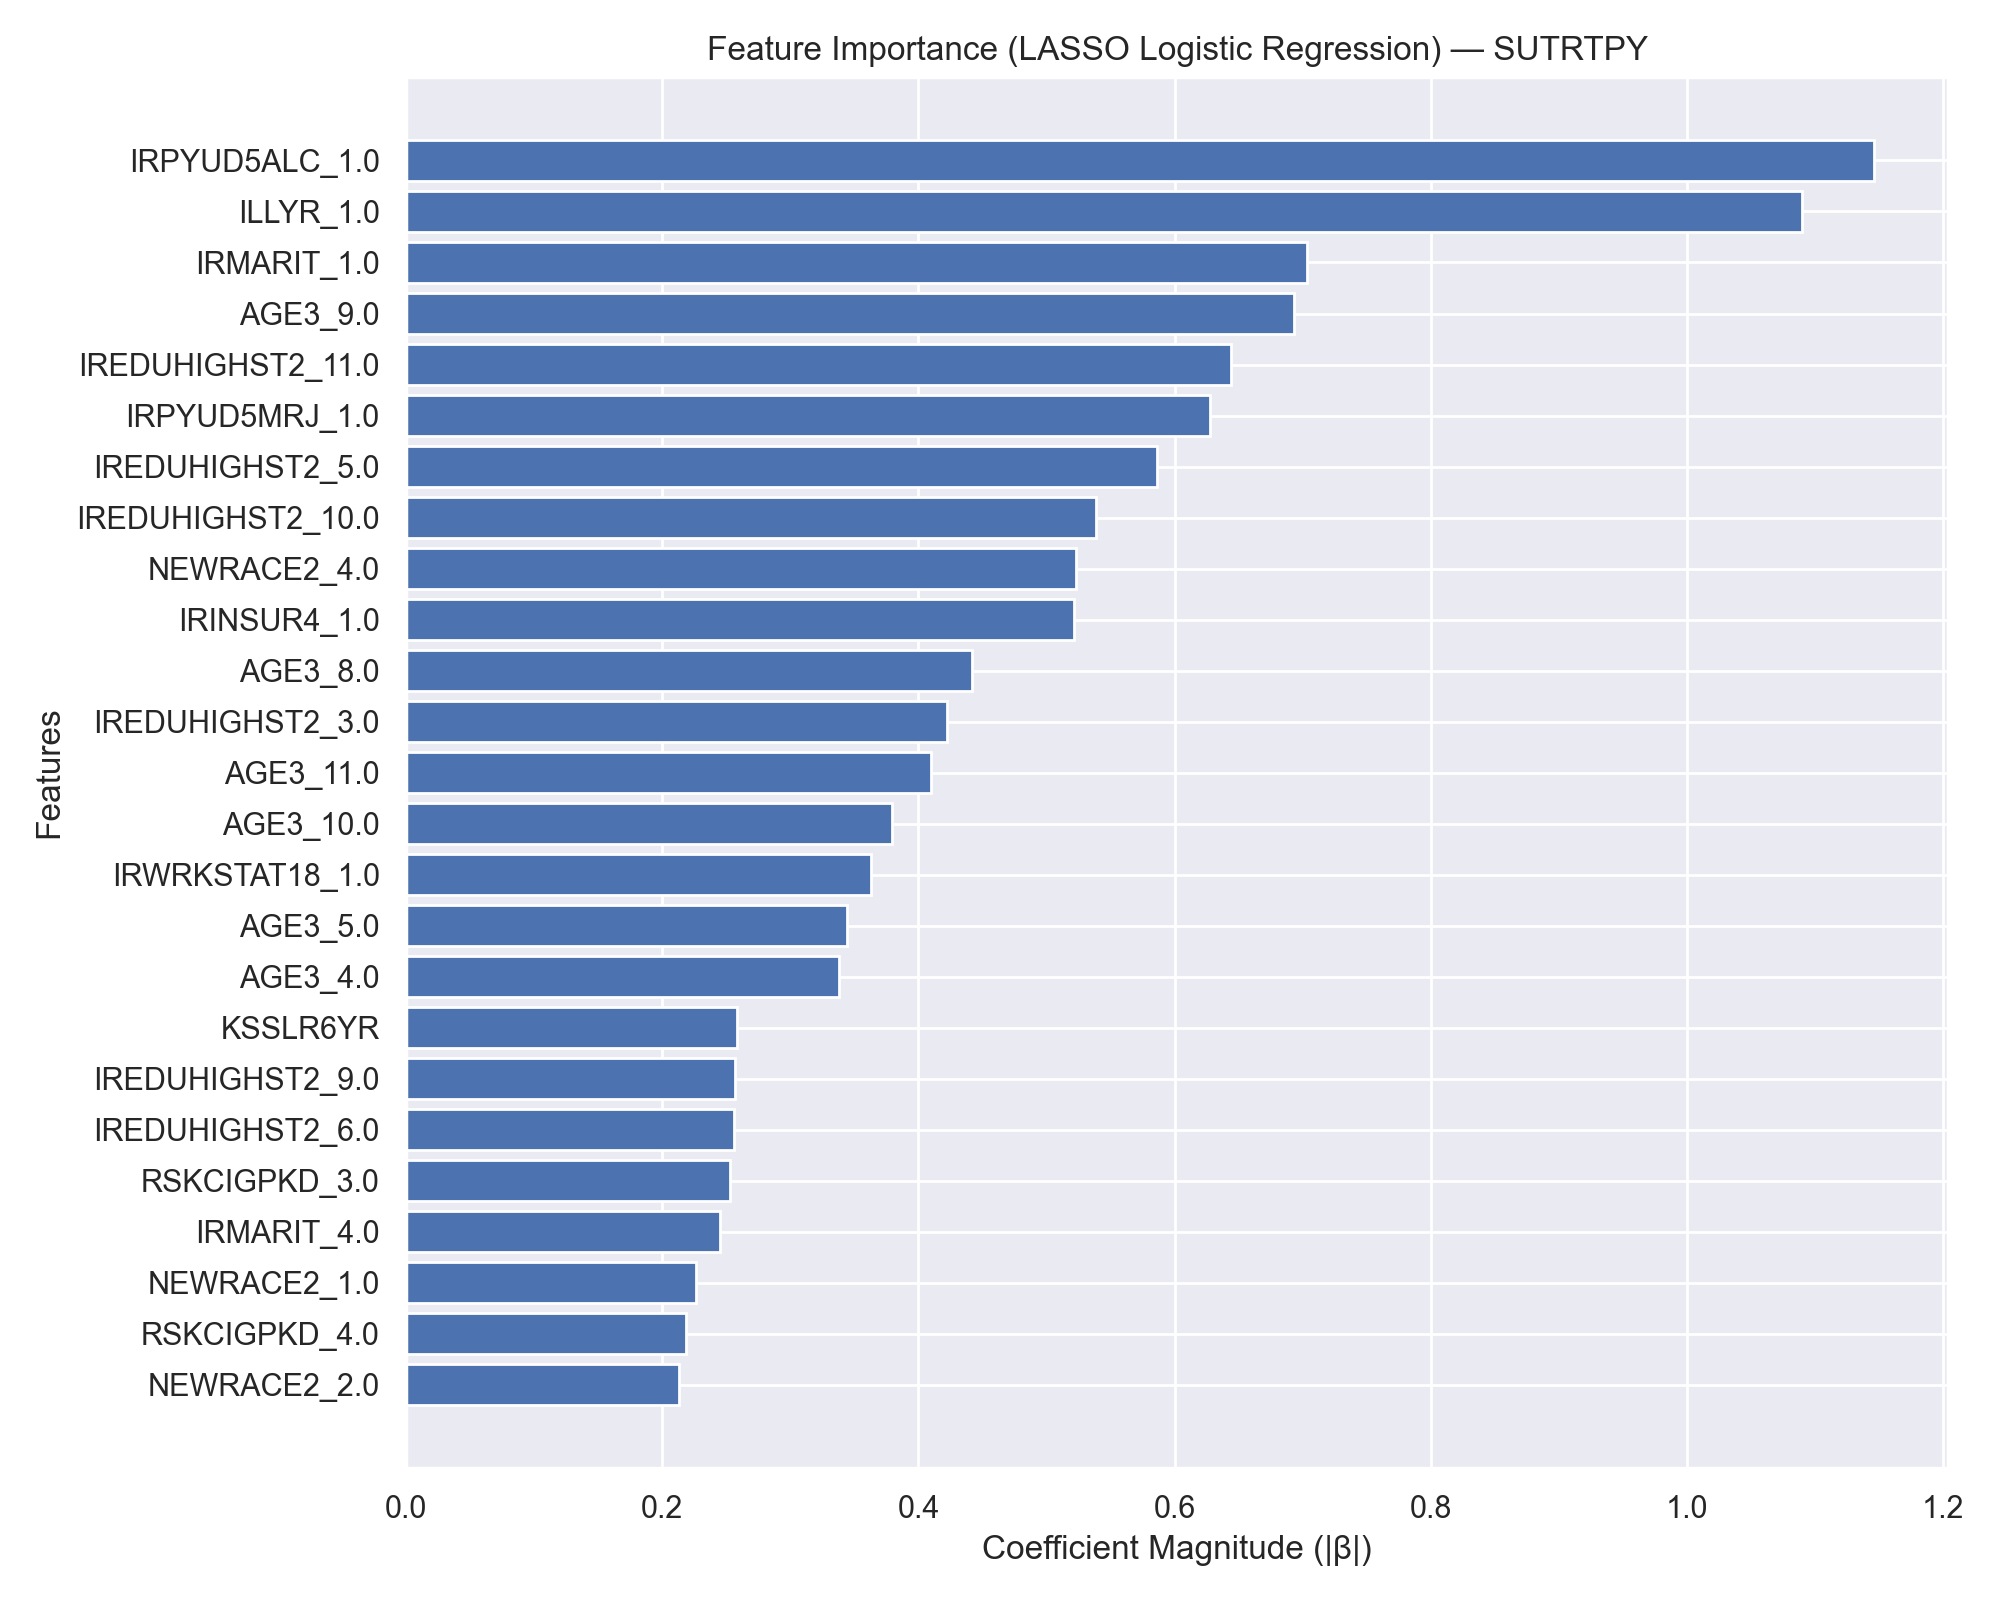 Feature Importance (LASSO Logistic Regression) — SUTRTPY
Features
IRPYUD5ALC_1.0
ILLYR_1.0
IRMARIT_1.0
AGE3_9.0
IREDUHIGHST2_11.0
IRPYUD5MRJ_1.0
IREDUHIGHST2_5.0
IREDUHIGHST2_10.0
NEWRACE2_4.0
IRINSUR4_1.0
AGE3_8.0
IREDUHIGHST2_3.0
AGE3_11.0
AGE3_10.0
IRWRKSTAT18_1.0
AGE3_5.0
AGE3_4.0
KSSLR6YR
IREDUHIGHST2_9.0
IREDUHIGHST2_6.0
RSKCIGPKD_3.0
IRMARIT_4.0
NEWRACE2_1.0
RSKCIGPKD_4.0
NEWRACE2_2.0
0.0 0.2 0.4 0.6 0.8 1.0 1.2
Coefficient Magnitude (|β|)